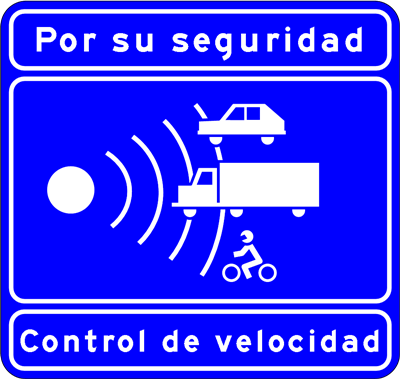 Por su seguridad
Control de velocidad